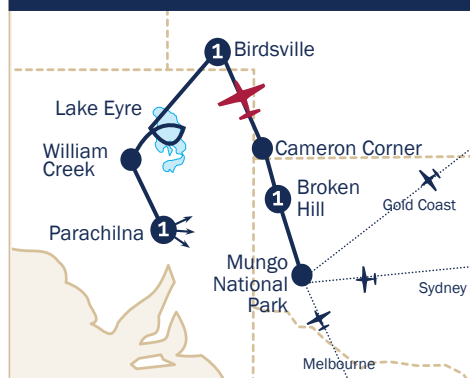 1
Birdsville
Lake Eyre
William
Creek
Cameron Corner
1
Broken
Hill
Gold Coast
Parachilna
1
Mungo
National
Park
Sydney
Melbourne